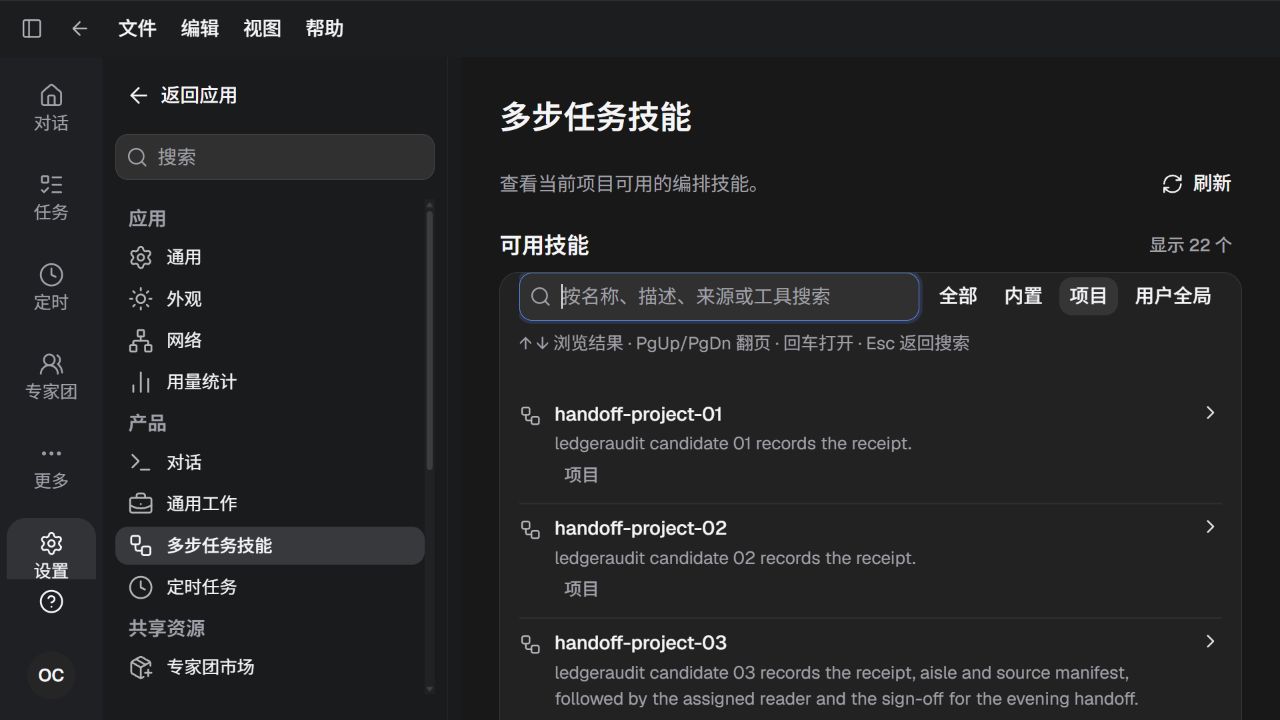 文件 编辑 视图 帮助
对话
任务
定时
专家团
更多
设置
OC
返回应用
搜索
应用
通用
外观
网络
用量统计
产品
对话
通用工作
多步任务技能
定时任务
共享资源
专家团市场
多步任务技能
查看当前项目可用的编排技能。
刷新
可用技能
显示 22 个
按名称、描述、来源或工具搜索
全部 内置 项目 用户全局
↑↓ 浏览结果 · PgUp/PgDn 翻页 · 回车打开 · Esc 返回搜索
handoff-project-01
ledgeraudit candidate 01 records the receipt.
项目
handoff-project-02
ledgeraudit candidate 02 records the receipt.
项目
handoff-project-03
ledgeraudit candidate 03 records the receipt, aisle and source manifest,
followed by the assigned reader and the sign-off for the evening handoff.